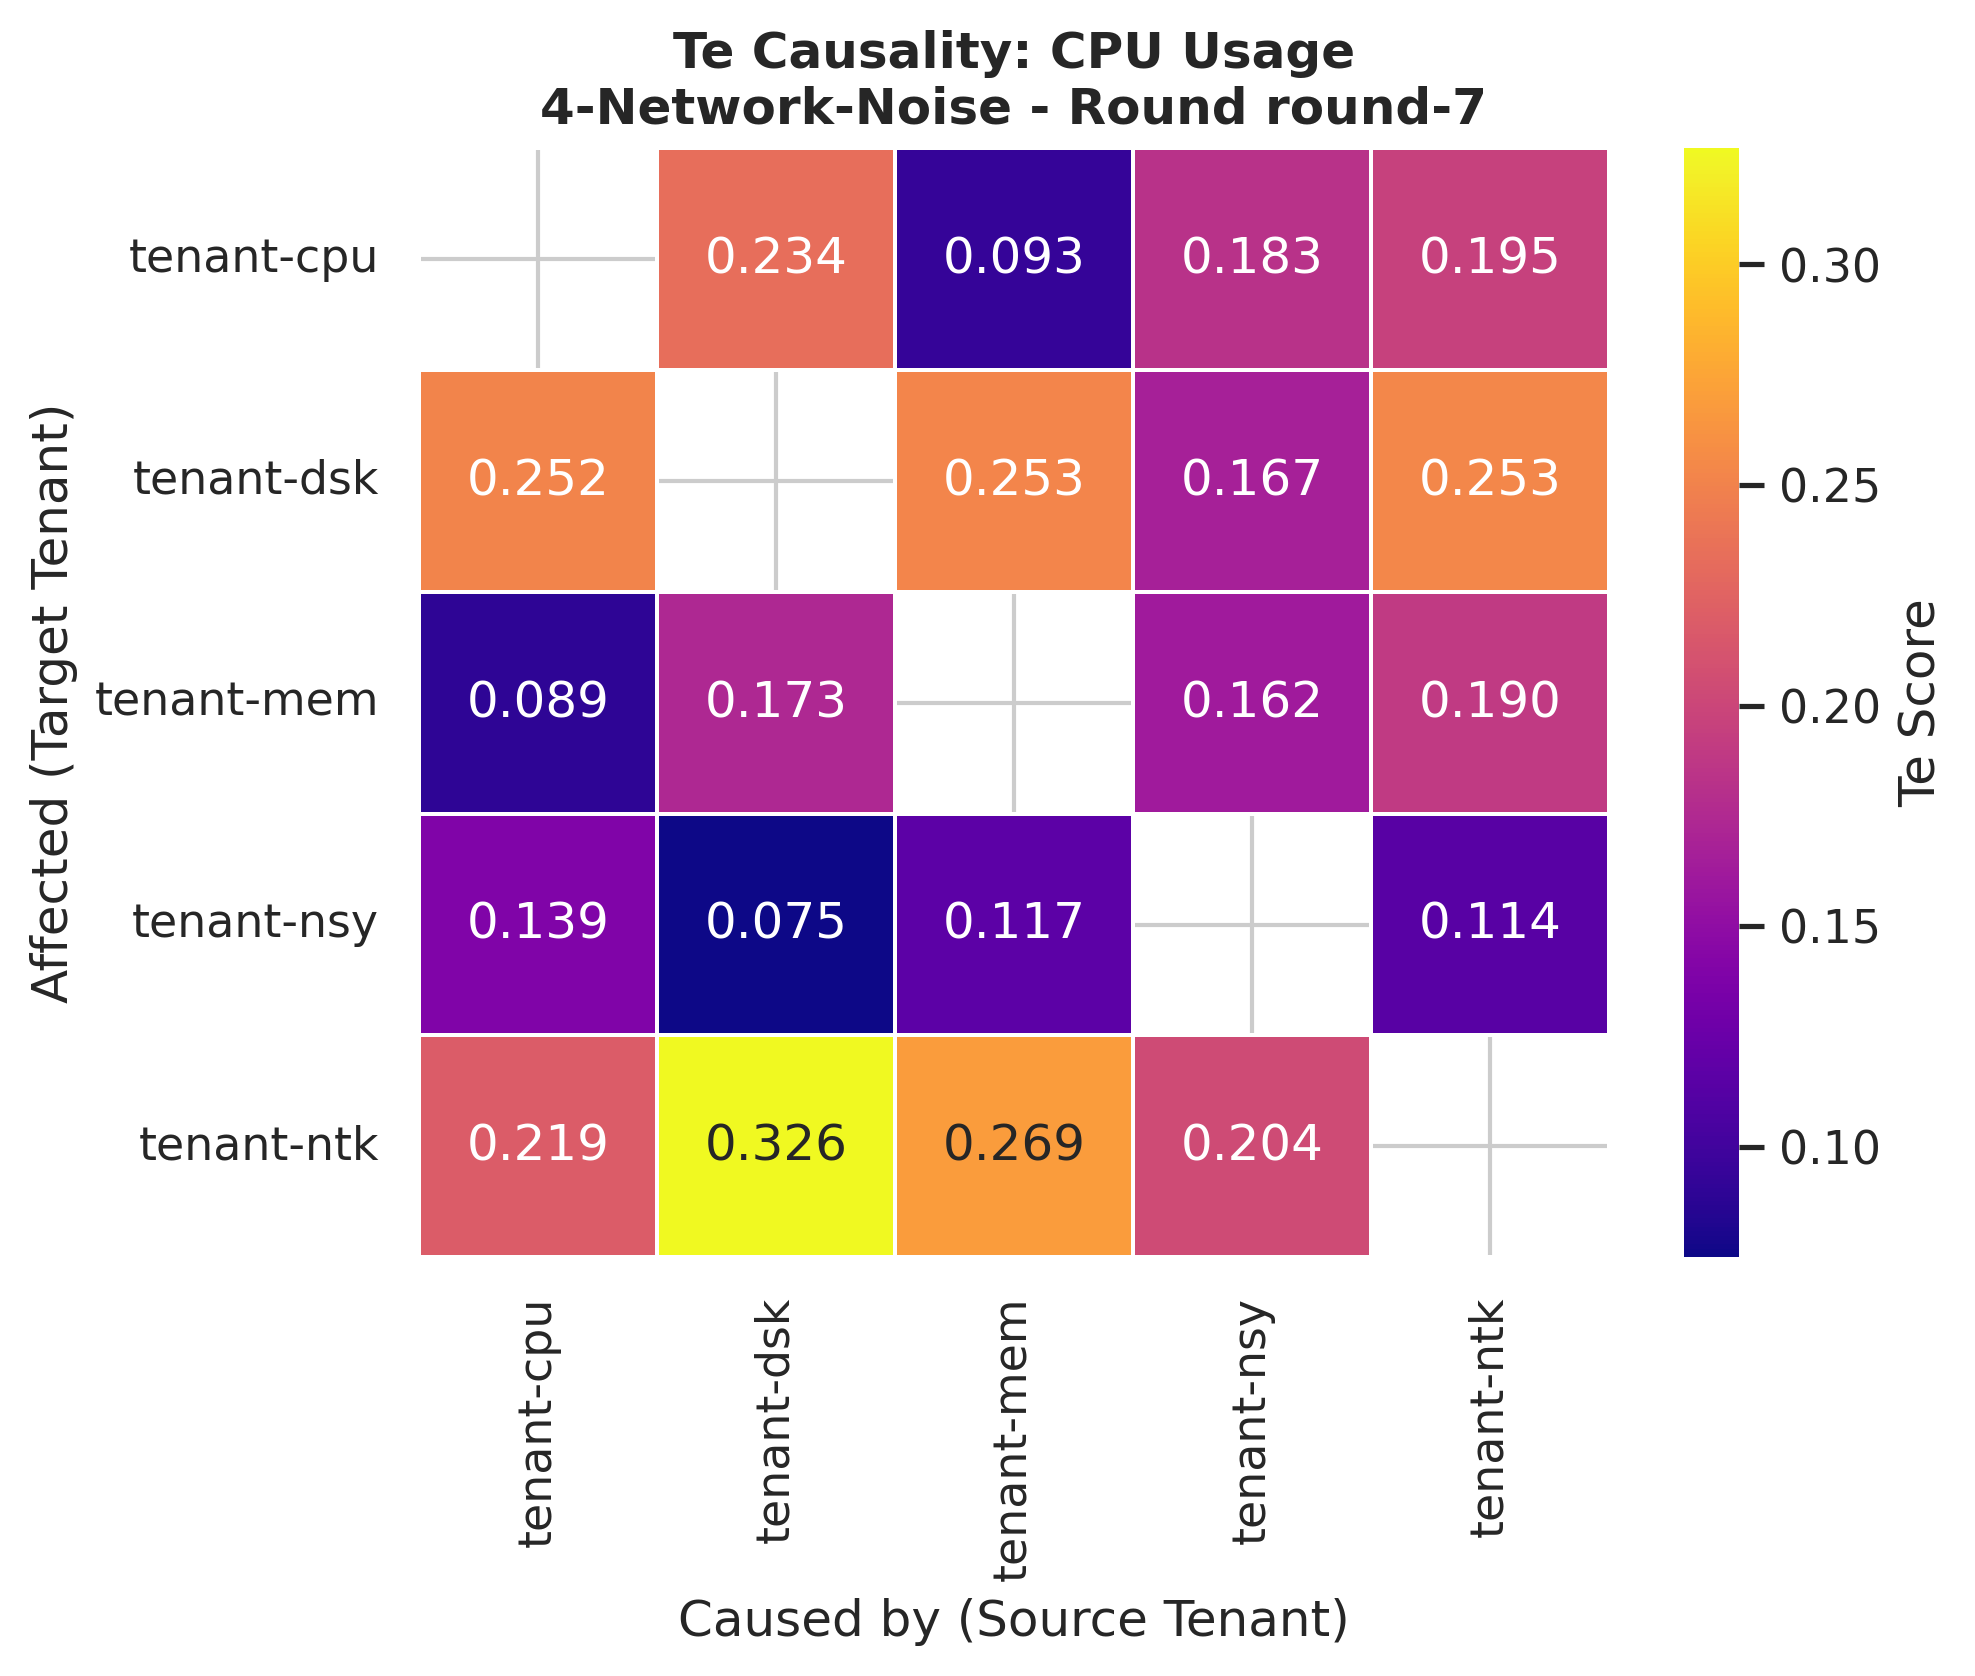 Te Causality: CPU Usage
4-Network-Noise - Round round-7
Affected (Target Tenant)
tenant-cpu 0.234 0.093 0.183 0.195
tenant-dsk 0.252 0.253 0.167 0.253
tenant-mem 0.089 0.173 0.162 0.190
tenant-nsy 0.139 0.075 0.117 0.114
tenant-ntk 0.219 0.326 0.269 0.204
tenant-cpu tenant-dsk tenant-mem tenant-nsy tenant-ntk
Caused by (Source Tenant)
0.30
0.25
0.20
0.15
0.10
Te Score